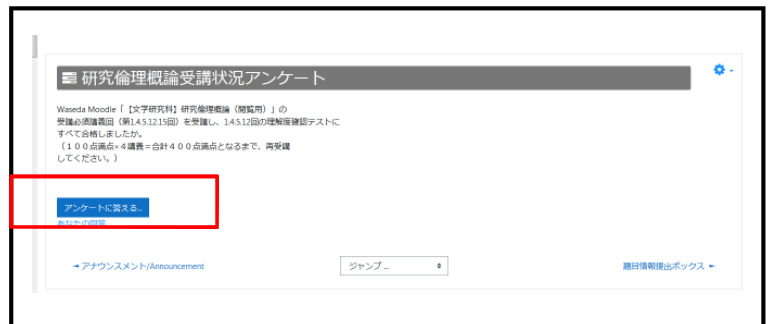 研究倫理概論受講状況アンケート
Waseda Moodle「【文学研究科】研究倫理概論（閲覧用）」の
受講必須講義回（第1.4.5.12.15回）を受講し、1.4.5.12回の理解度確認テストに
すべて合格しましたか。
（１００点満点×４講義＝合計４００点満点となるまで、再受講
してください。）
アンケートに答える...
あなたの回答
◄ アナウンスメント/Announcement
ジャンプ ...
題目情報提出ボックス ►